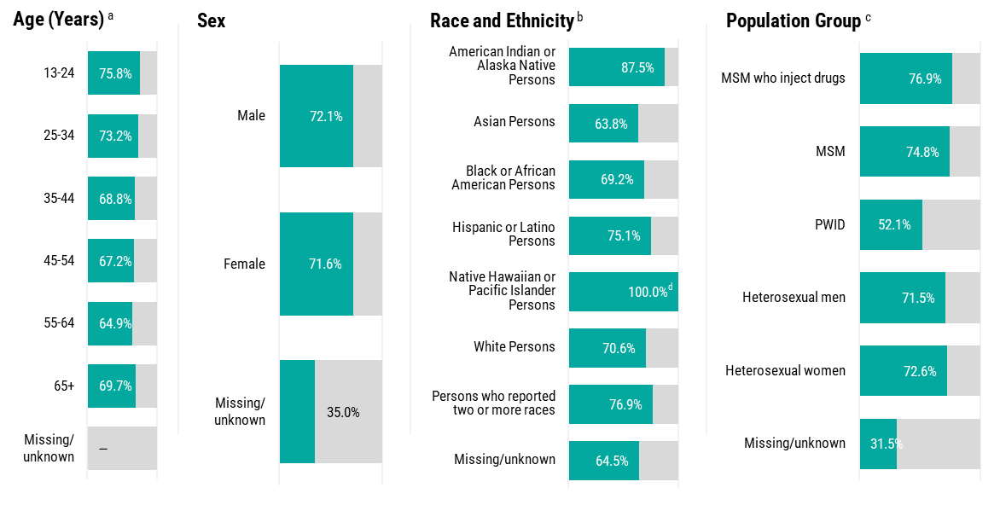 Age (Years) a
13-24
75.8%
25-34
73.2%
35-44
68.8%
45-54
67.2%
55-64
64.9%
65+
69.7%
Missing/
unknown
–
Sex
Male
72.1%
Female
71.6%
Missing/
unknown
35.0%
Race and Ethnicity b
American Indian or
Alaska Native
Persons
87.5%
Asian Persons
63.8%
Black or African
American Persons
69.2%
Hispanic or Latino
Persons
75.1%
Native Hawaiian or
Pacific Islander
Persons
100.0%d
White Persons
70.6%
Persons who reported
two or more races
76.9%
Missing/unknown
64.5%
Population Group c
MSM who inject drugs
76.9%
MSM
74.8%
PWID
52.1%
Heterosexual men
71.5%
Heterosexual women
72.6%
Missing/unknown
31.5%